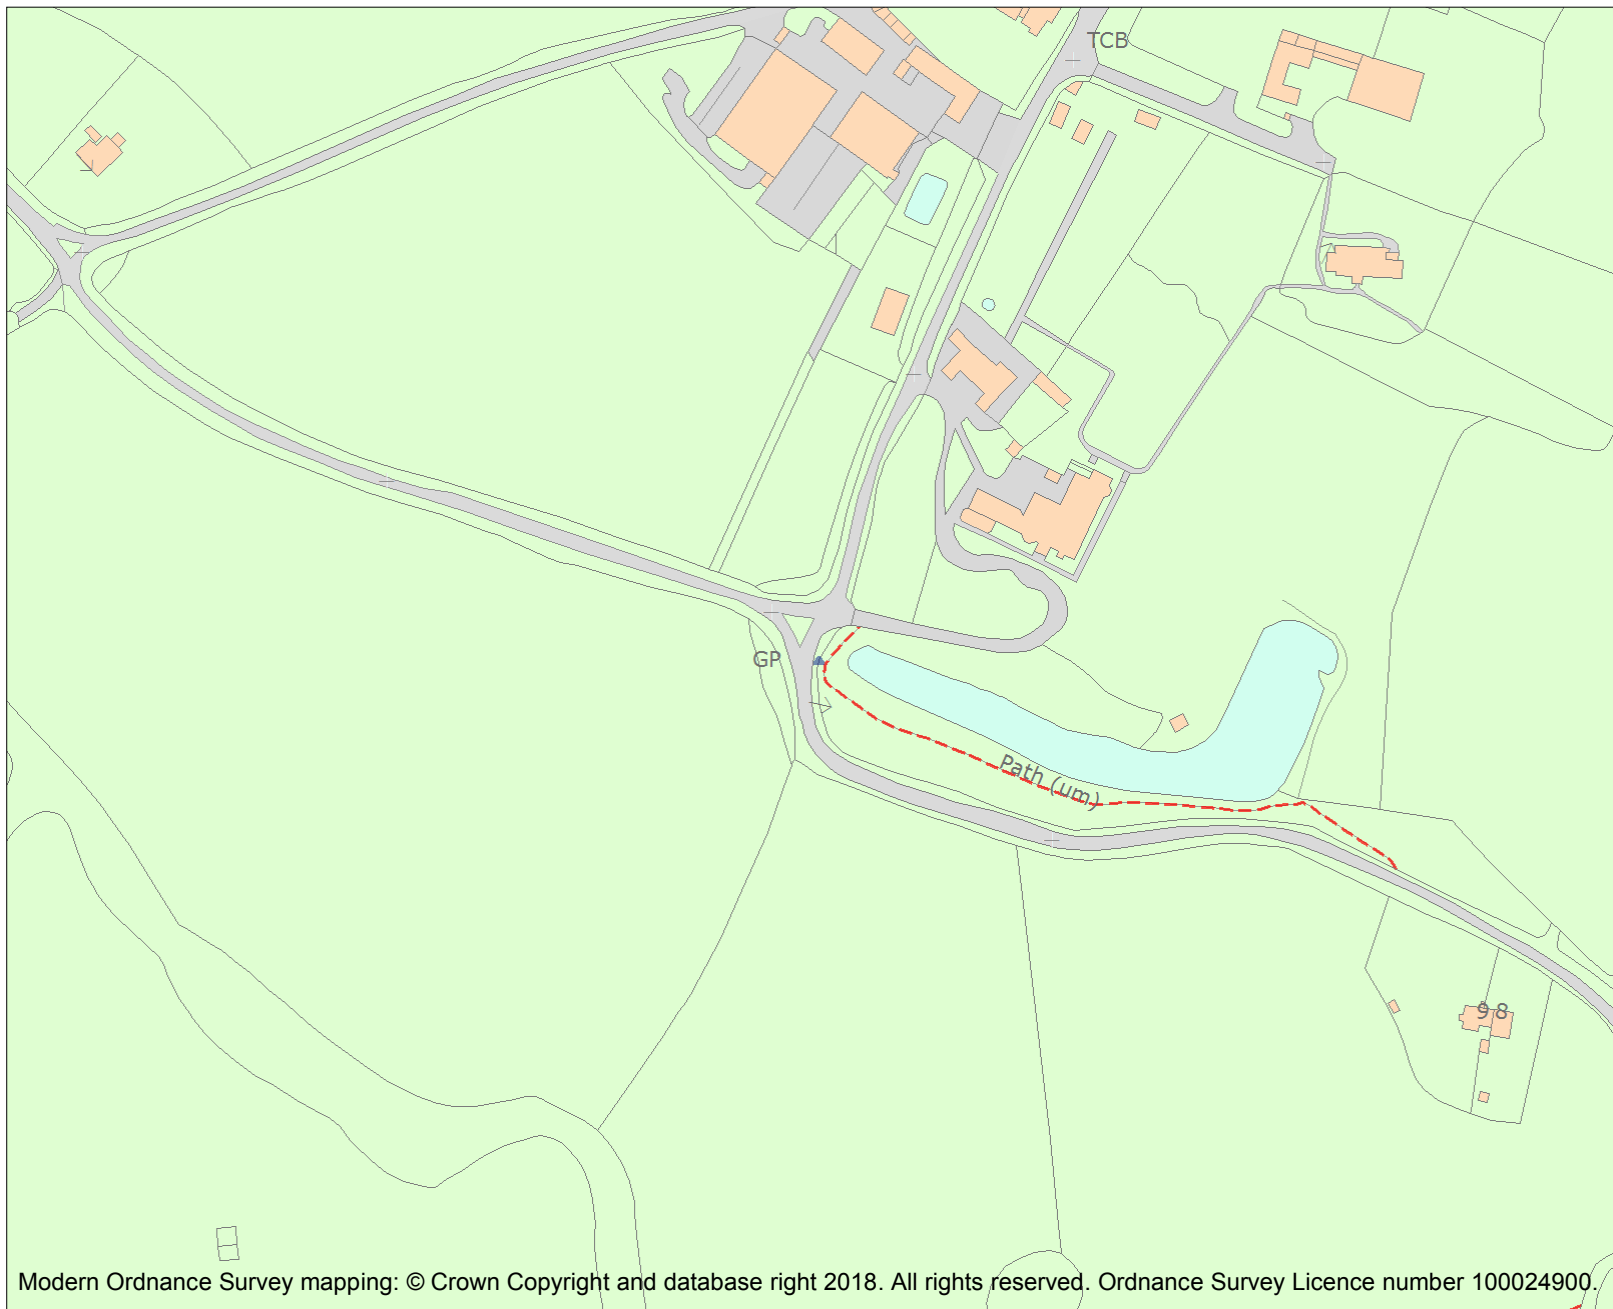 TCB
GP
Path (um)
9 8
Modern Ordnance Survey mapping: © Crown Copyright and database right 2018. All rights reserved. Ordnance Survey Licence number 100024900.